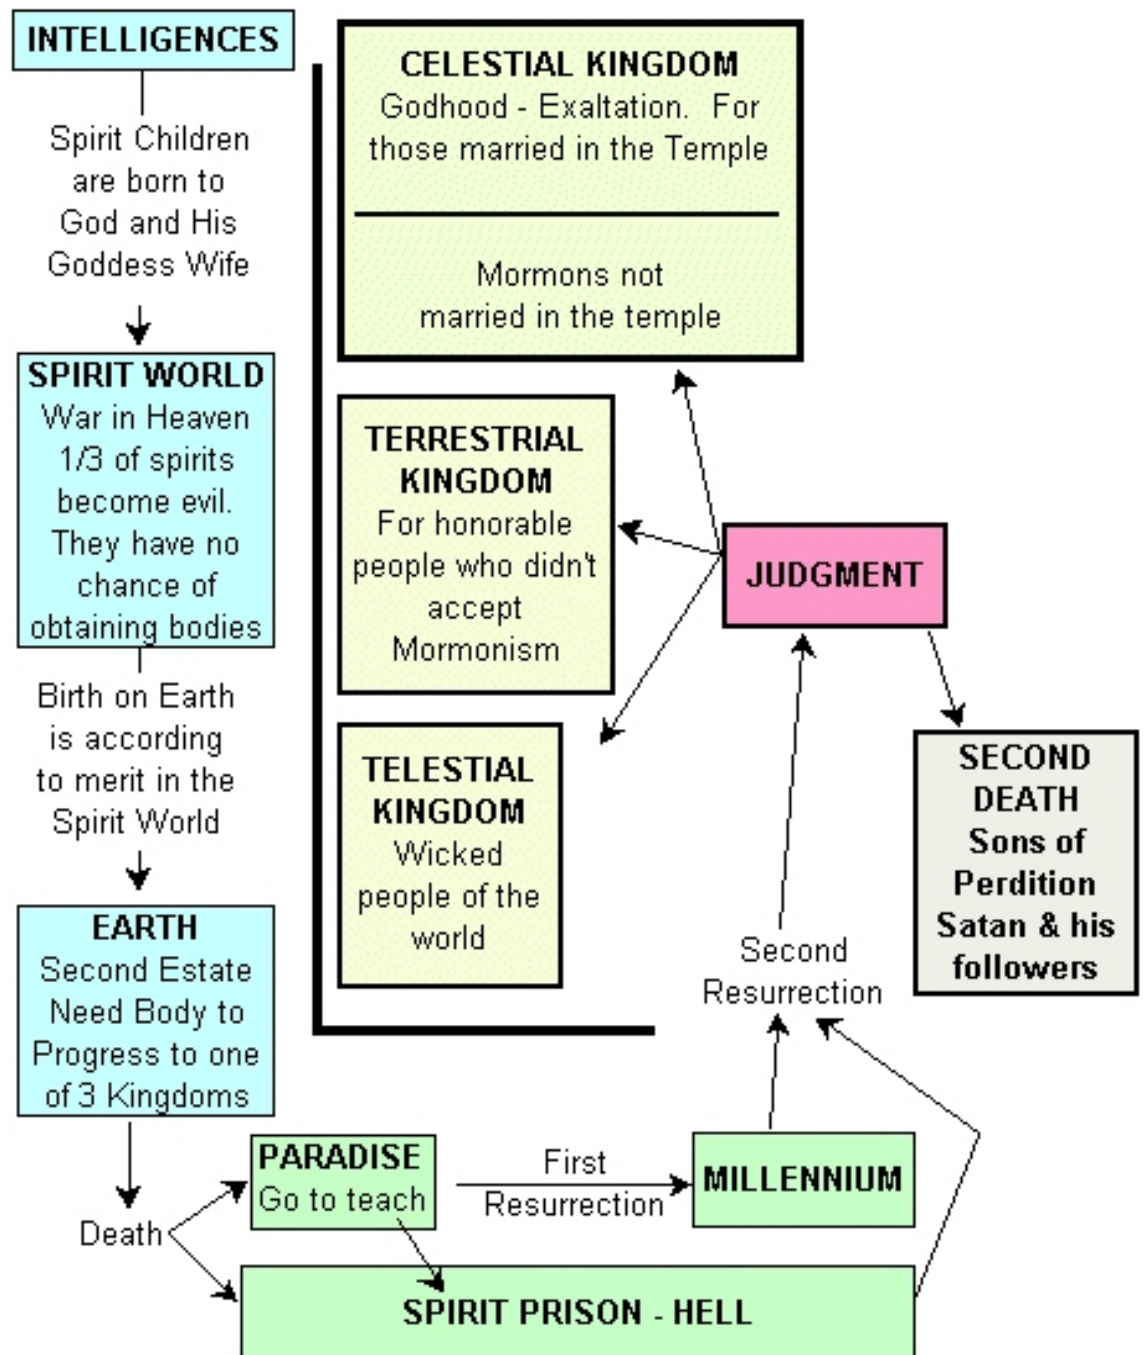 INTELLIGENCES
Spirit Children
are born to
God and His
Goddess Wife
SPIRIT WORLD
War in Heaven
1/3 of spirits
become evil.
They have no
chance of
obtaining bodies
Birth on Earth
is according
to merit in the
Spirit World
EARTH
Second Estate
Need Body to
Progress to one
of 3 Kingdoms
Death
PARADISE
Go to teach
First
Resurrection
MILLENNIUM
SPIRIT PRISON - HELL
Second
Resurrection
JUDGMENT
CELESTIAL KINGDOM
Godhood - Exaltation. For
those married in the Temple
Mormons not
married in the temple
TERRESTRIAL
KINGDOM
For honorable
people who didn't
accept
Mormonism
TELESTIAL
KINGDOM
Wicked
people of the
world
SECOND
DEATH
Sons of
Perdition
Satan & his
followers